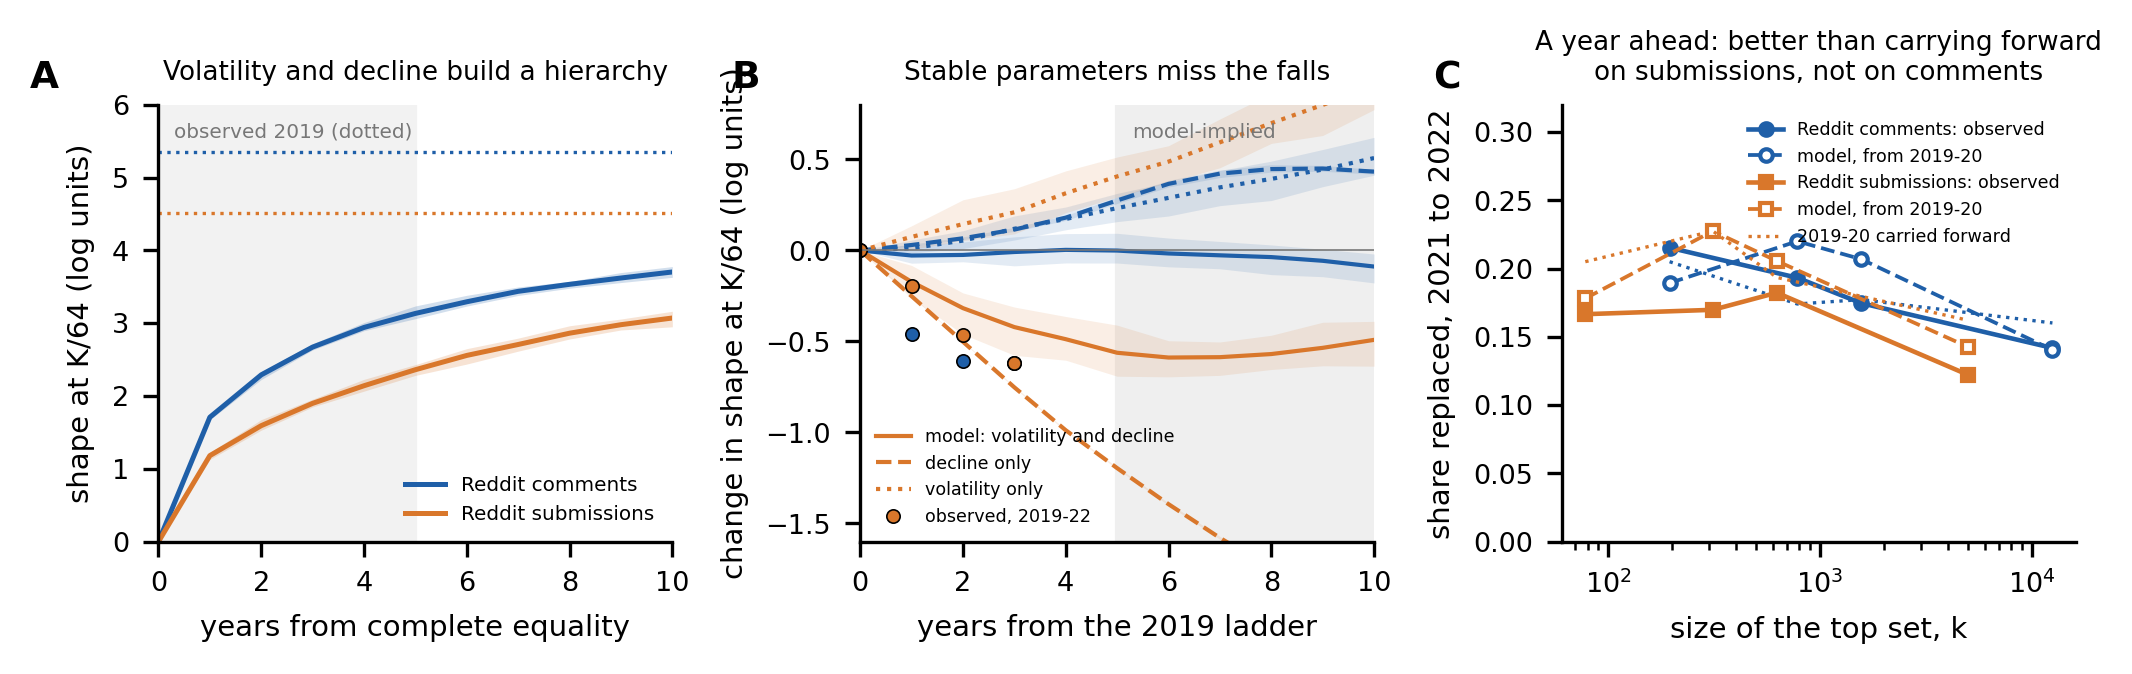 A
Volatility and decline build a hierarchy
shape at K/64 (log units)
6
5
4
3
2
1
0
observed 2019 (dotted)
Reddit comments
Reddit submissions
0 2 4 6 8 10
years from complete equality
B
Stable parameters miss the falls
change in shape at K/64 (log units)
0.5
0.0
−0.5
−1.0
−1.5
model-implied
model: volatility and decline
decline only
volatility only
observed, 2019-22
0 2 4 6 8 10
years from the 2019 ladder
C
A year ahead: better than carrying forward
on submissions, not on comments
share replaced, 2021 to 2022
0.30
0.25
0.20
0.15
0.10
0.05
0.00
Reddit comments: observed
model, from 2019-20
Reddit submissions: observed
model, from 2019-20
2019-20 carried forward
10² 10³ 10⁴
size of the top set, k